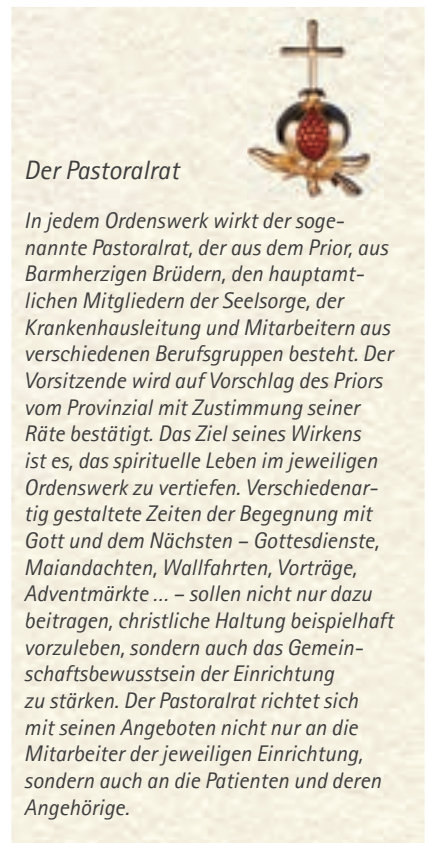 Der Pastoralrat
In jedem Ordenswerk wirkt der soge-
nannte Pastoralrat, der aus dem Prior, aus
Barmherzigen Brüdern, den hauptamt-
lichen Mitgliedern der Seelsorge, der
Krankenhausleitung und Mitarbeitern aus
verschiedenen Berufsgruppen besteht. Der
Vorsitzende wird auf Vorschlag des Priors
vom Provinzial mit Zustimmung seiner
Räte bestätigt. Das Ziel seines Wirkens
ist es, das spirituelle Leben im jeweiligen
Ordenswerk zu vertiefen. Verschiedenar-
tig gestaltete Zeiten der Begegnung mit
Gott und dem Nächsten – Gottesdienste,
Maiandachten, Wallfahrten, Vorträge,
Adventmärkte ... – sollen nicht nur dazu
beitragen, christliche Haltung beispielhaft
vorzuleben, sondern auch das Gemein-
schaftsbewusstsein der Einrichtung
zu stärken. Der Pastoralrat richtet sich
mit seinen Angeboten nicht nur an die
Mitarbeiter der jeweiligen Einrichtung,
sondern auch an die Patienten und deren
Angehörige.